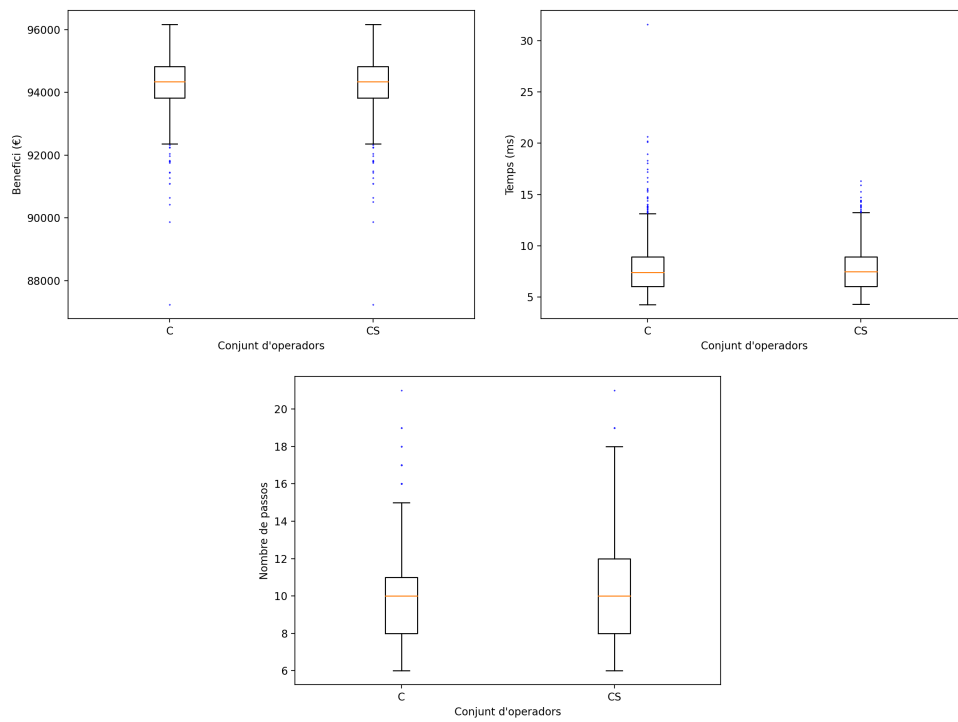 Benefici (€)
96000
94000
92000
90000
88000
C
CS
Conjunt d'operadors
Temps (ms)
30
25
20
15
10
5
C
CS
Conjunt d'operadors
Nombre de passos
20
18
16
14
12
10
8
6
C
CS
Conjunt d'operadors